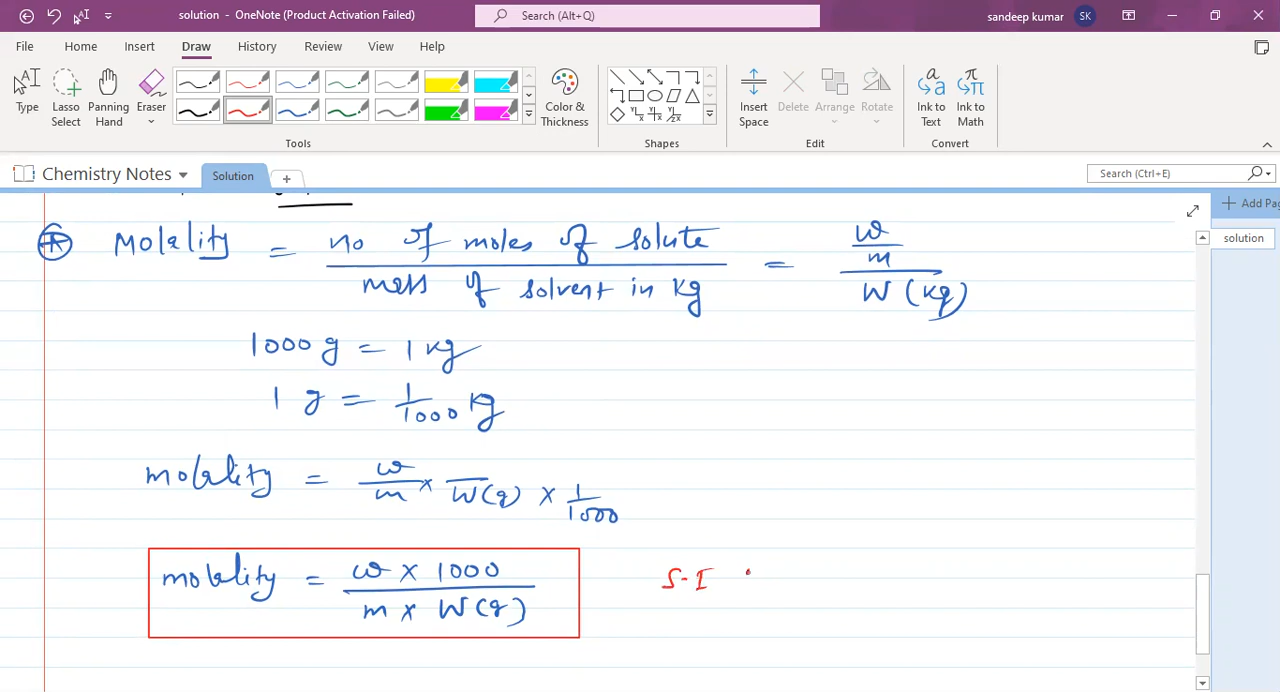 solution - OneNote (Product Activation Failed)
Search (Alt+Q)
sandeep kumar SK
File Home Insert Draw History Review View Help
Type Lasso Select Panning Hand Eraser Color & Thickness Insert Space Delete Arrange Rotate Ink to Text Ink to Math
Tools Shapes Edit Convert
Chemistry Notes Solution + Search (Ctrl+E)
Add Pag
solution
Molality = no of moles of solute / mass of solvent in kg = w/m / W (kg)
1000 g = 1 kg
1 g = 1/1000 kg
molality = w/m × 1/W(g) × 1/1000
molality = w × 1000 / m × W(g)
S.I